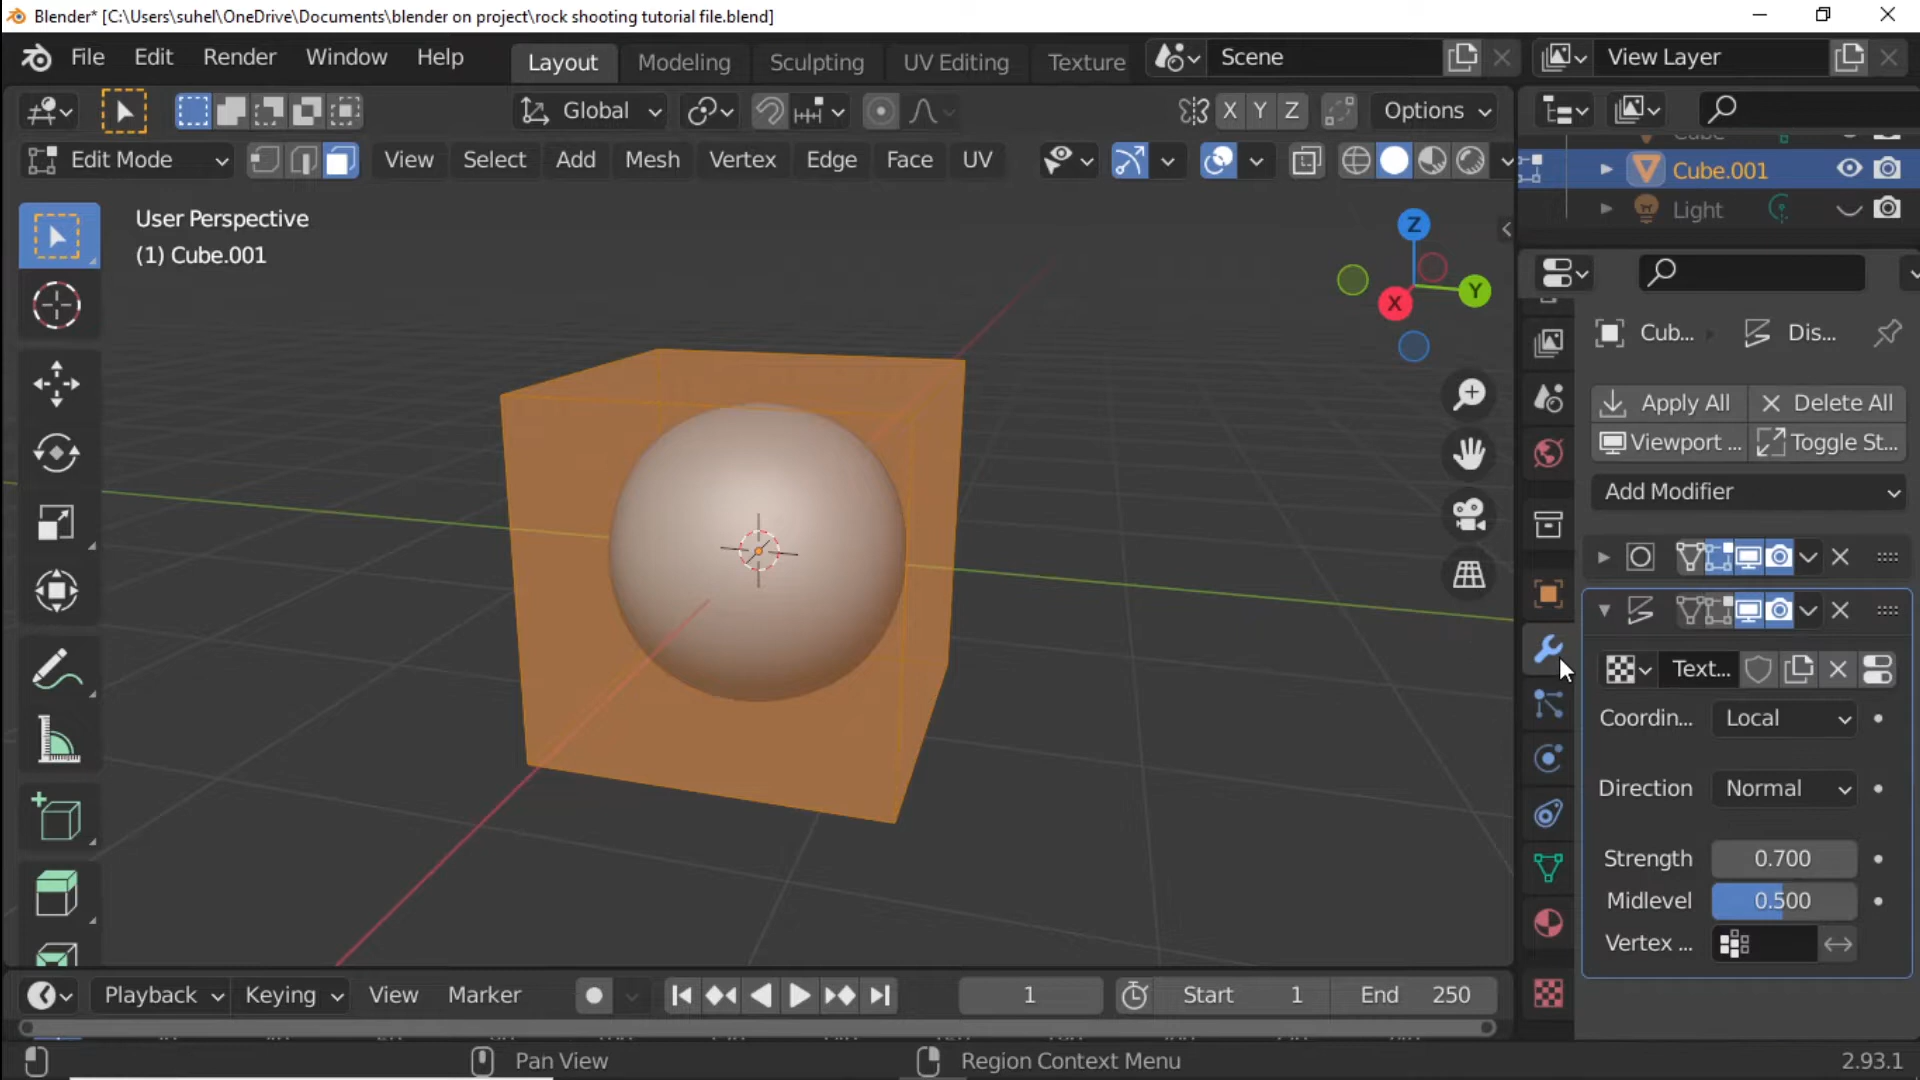 Blender* [C:\Users\suhel\OneDrive\Documents\blender on project\rock shooting tutorial file.blend]
File Edit Render Window Help Layout Modeling Sculpting UV Editing Texture Scene View Layer
Global X Y Z Options
Edit Mode View Select Add Mesh Vertex Edge Face UV
Cube
Cube.001
Light
User Perspective
(1) Cube.001
Z
Y
X
Cub... Dis...
Apply All Delete All
Viewport ... Toggle St...
Add Modifier
Text...
Coordin... Local
Direction Normal
Strength 0.700
Midlevel 0.500
Vertex ...
Playback Keying View Marker 1 Start 1 End 250
Pan View Region Context Menu 2.93.1